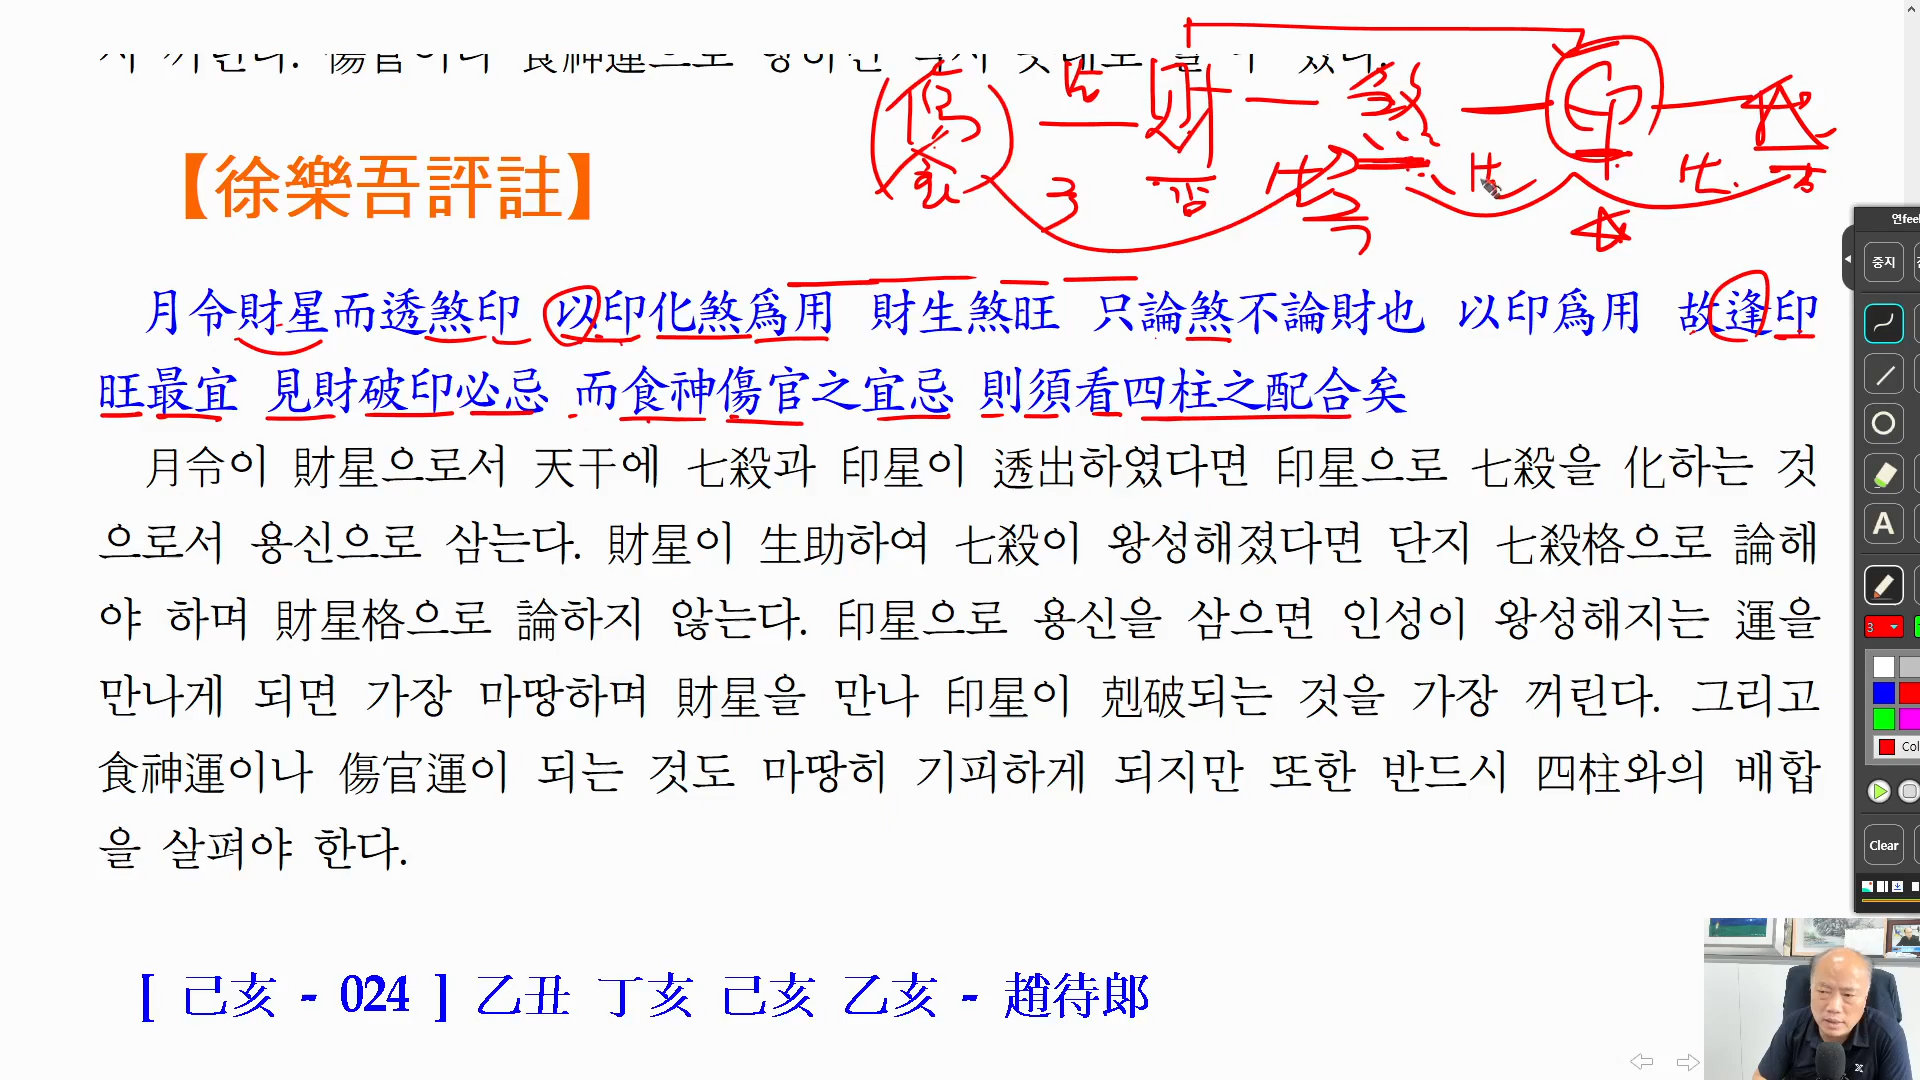 傷 - 財 - 煞 - 印 - 我
食
【徐樂吾評註】
月令財星而透煞印 以印化煞爲用 財生煞旺 只論煞不論財也 以印爲用 故逢印
旺最宜 見財破印必忌 而食神傷官之宜忌 則須看四柱之配合矣
月令이 財星으로서 天干에 七殺과 印星이 透出하였다면 印星으로 七殺을 化하는 것
으로서 용신으로 삼는다. 財星이 生助하여 七殺이 왕성해졌다면 단지 七殺格으로 論해
야 하며 財星格으로 論하지 않는다. 印星으로 용신을 삼으면 인성이 왕성해지는 運을
만나게 되면 가장 마땅하며 財星을 만나 印星이 剋破되는 것을 가장 꺼린다. 그리고
食神運이나 傷官運이 되는 것도 마땅히 기피하게 되지만 또한 반드시 四柱와의 배합
을 살펴야 한다.
[ 己亥 - 024 ] 乙丑 丁亥 己亥 乙亥 - 趙待郎
연feel
중지
A
3
Col
Clear